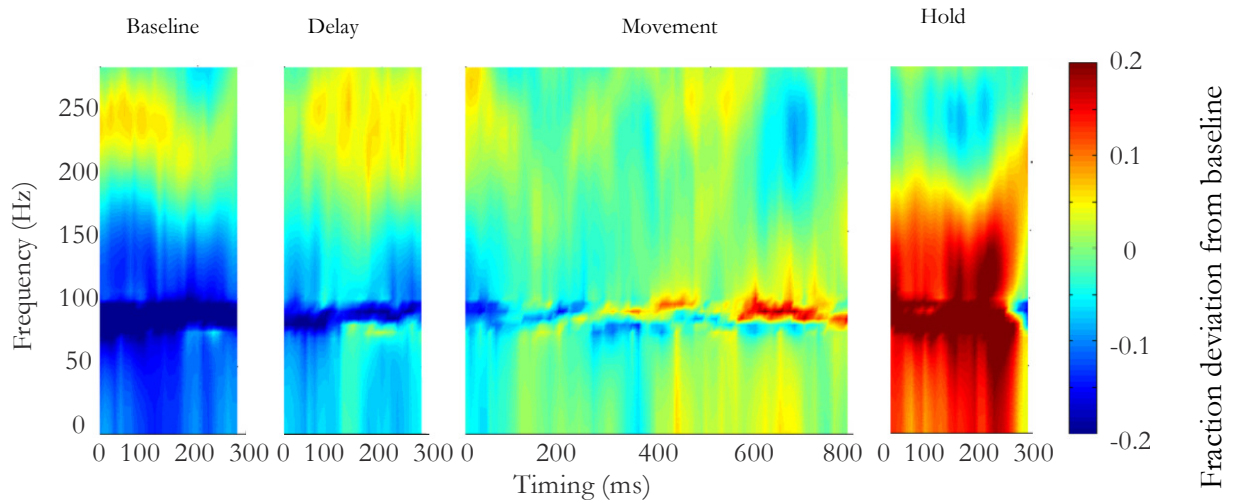 Baseline
Delay
Movement
Hold
Frequency (Hz)
250
200
150
100
50
0
0 100 200 300
0 100 200 300
0 200 400 600 800
0 100 200 300
Timing (ms)
0.2
0.1
0
-0.1
-0.2
Fraction deviation from baseline